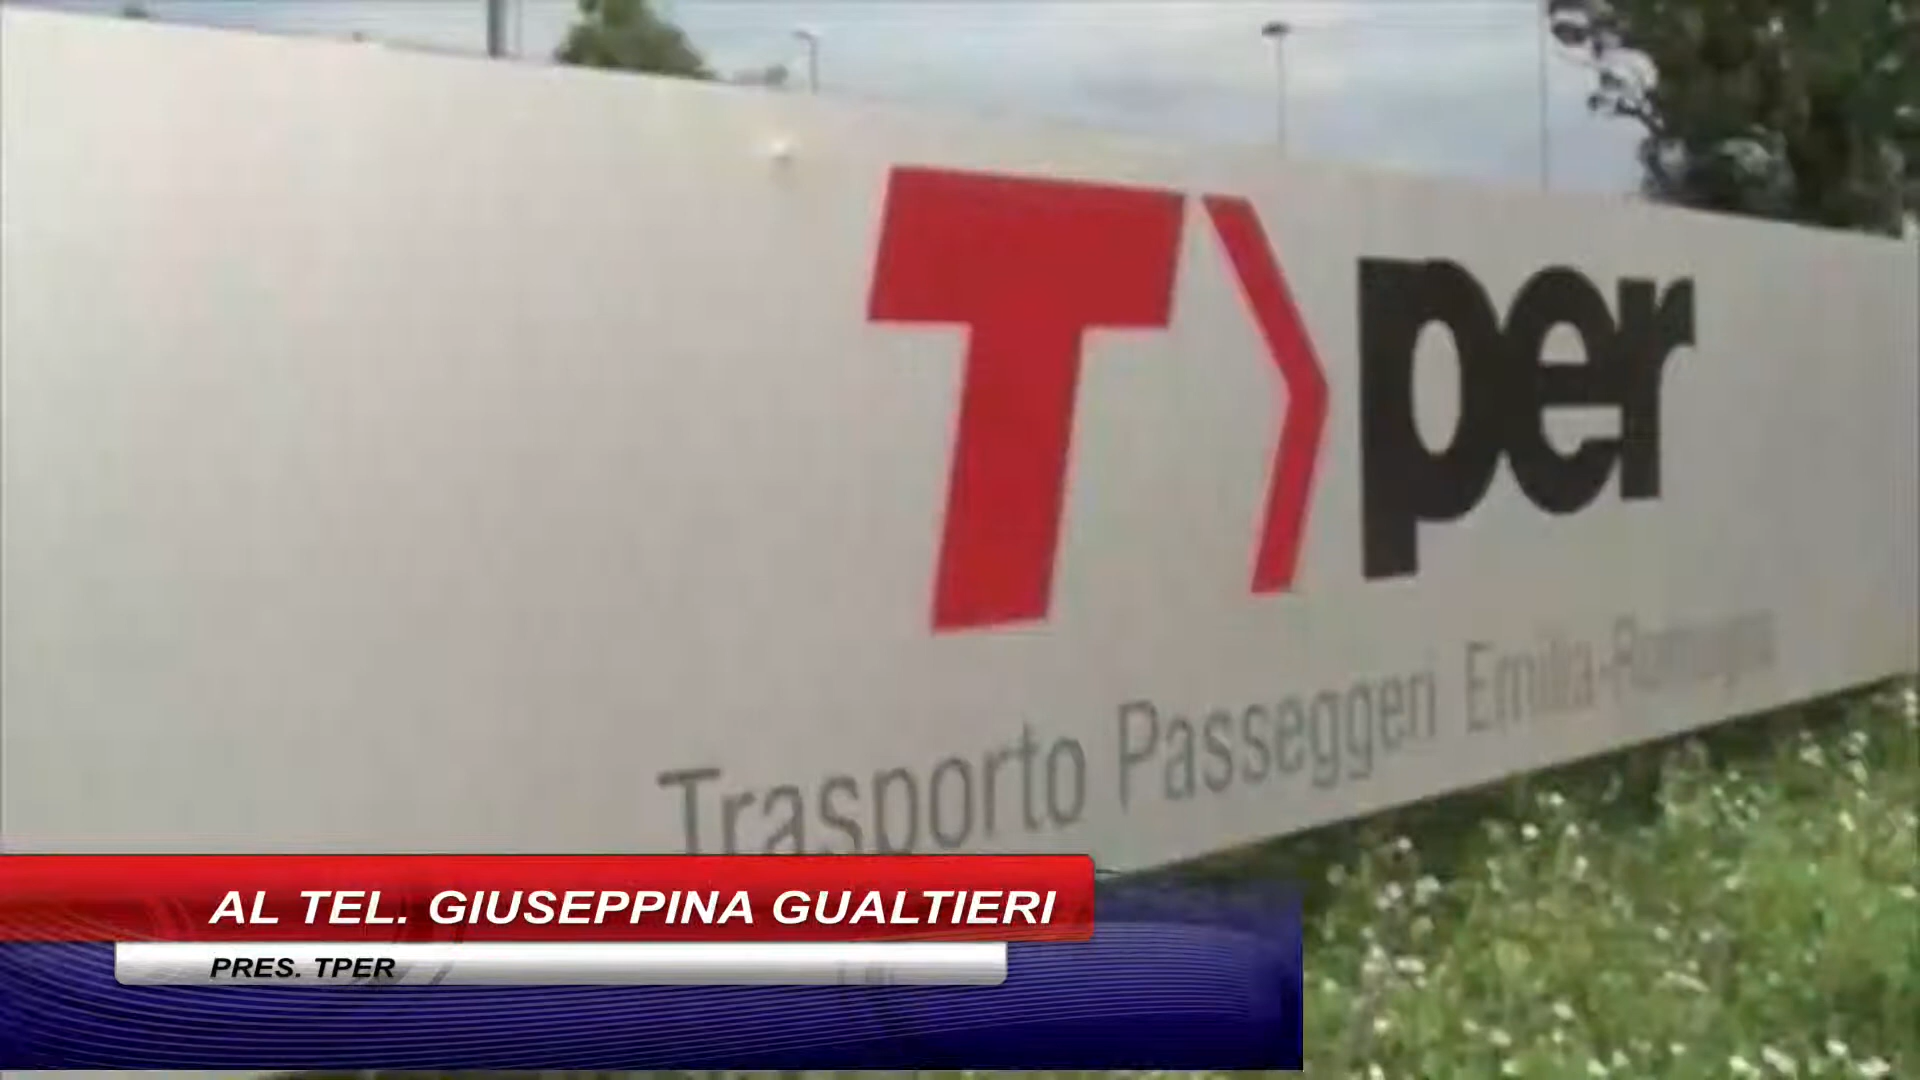 T per
Trasporto Passeggeri Emilia-Romagna
AL TEL. GIUSEPPINA GUALTIERI
PRES. TPER